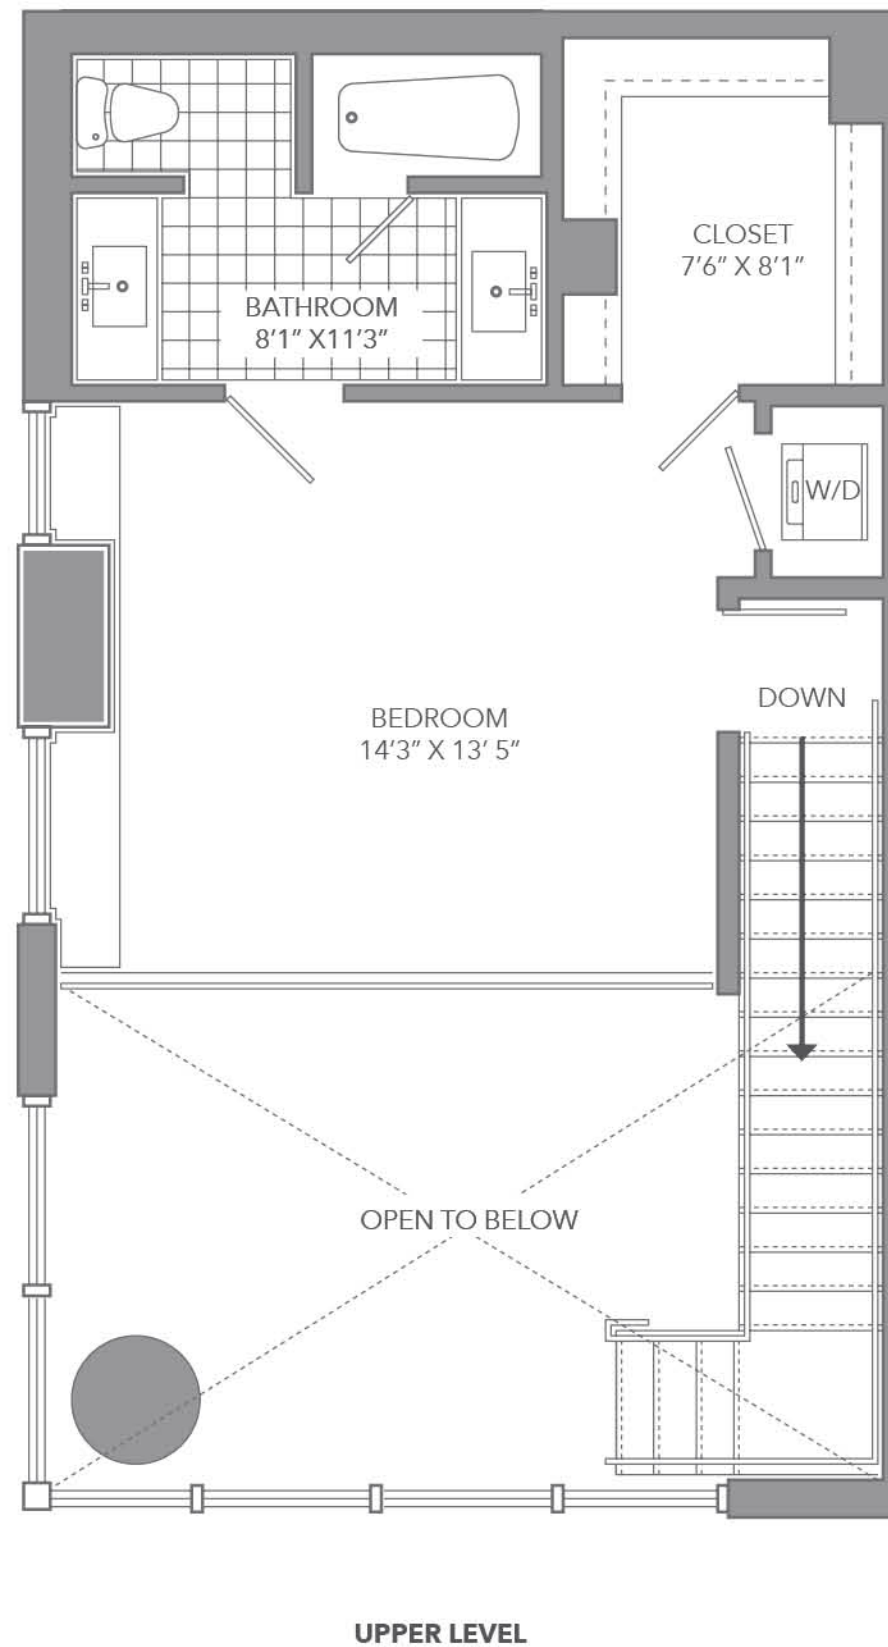 CLOSET
7'6” X 8'1”
BATHROOM
8'1” X11'3”
W/D
DOWN
BEDROOM
14'3” X 13' 5”
OPEN TO BELOW
UPPER LEVEL